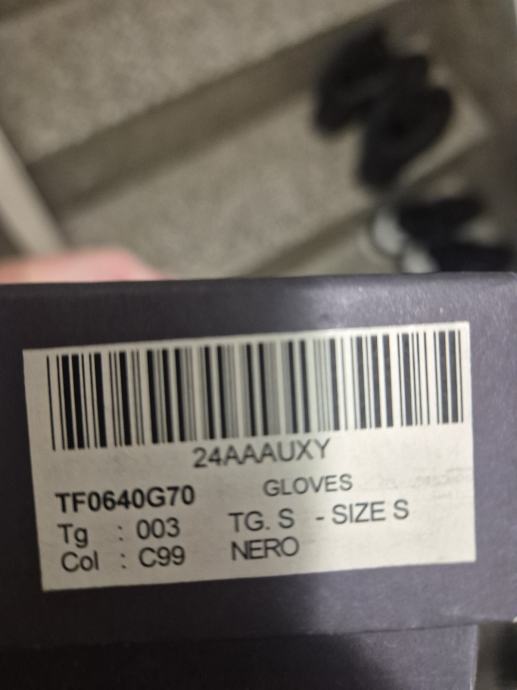 24AAAUXY
TF0640G70 GLOVES
Tg : 003 TG. S - SIZE S
Col : C99 NERO